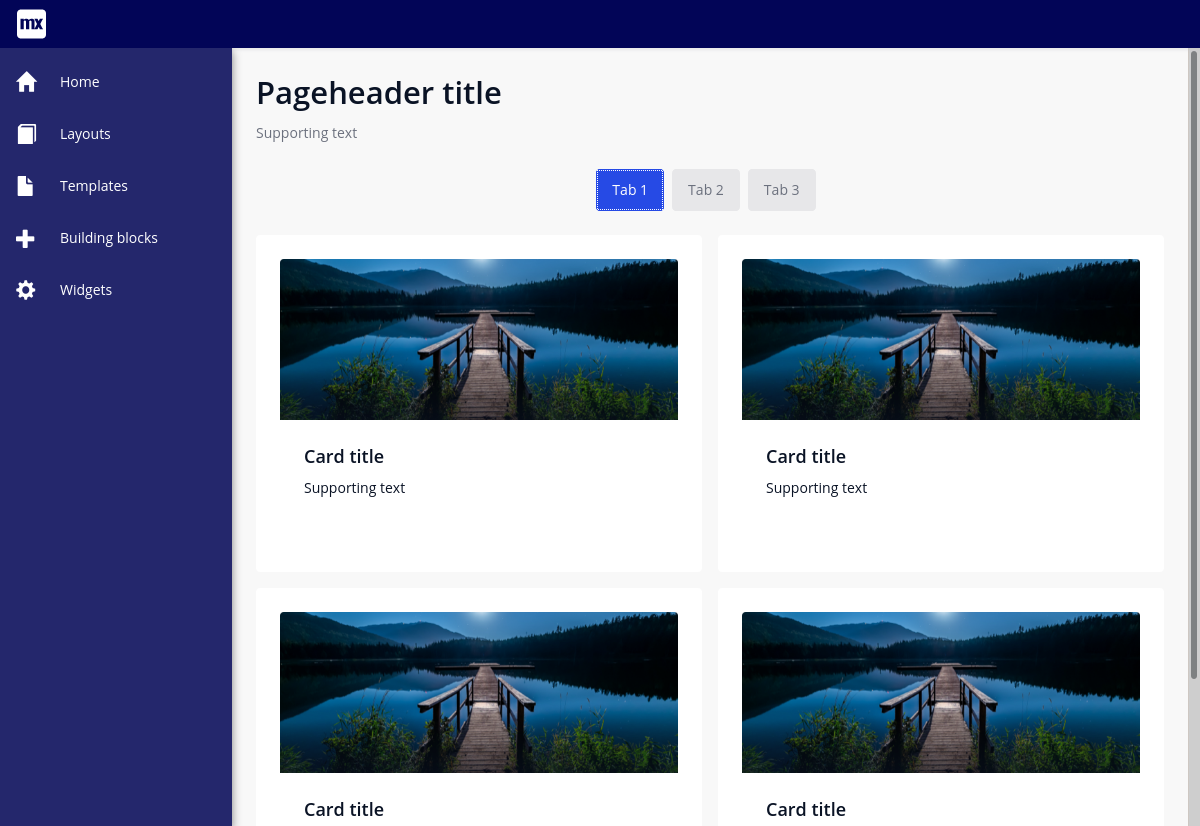 mx
Home
Layouts
Templates
Building blocks
Widgets
Pageheader title
Supporting text
Tab 1 Tab 2 Tab 3
Card title
Supporting text
Card title
Supporting text
Card title
Card title